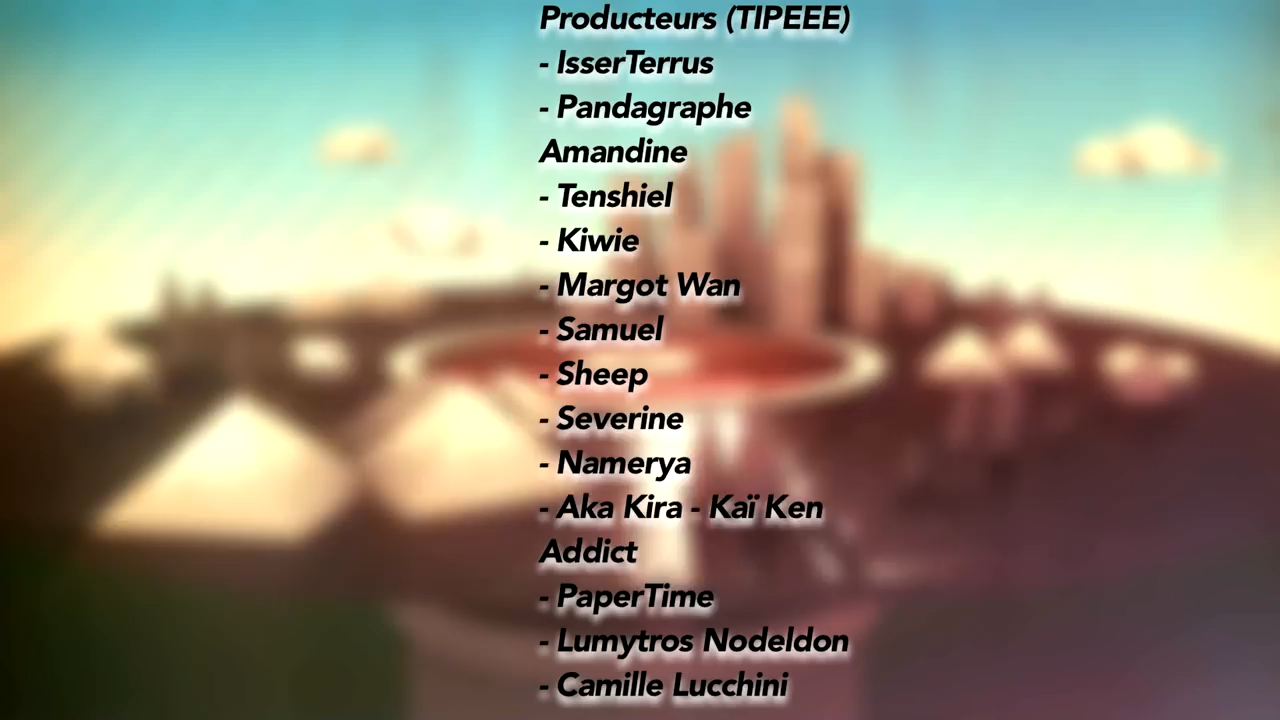 Producteurs (TIPEEE)
- IsserTerrus
- Pandagraphe
Amandine
- Tenshiel
- Kiwie
- Margot Wan
- Samuel
- Sheep
- Severine
- Namerya
- Aka Kira - Kaï Ken
Addict
- PaperTime
- Lumytros Nodeldon
- Camille Lucchini